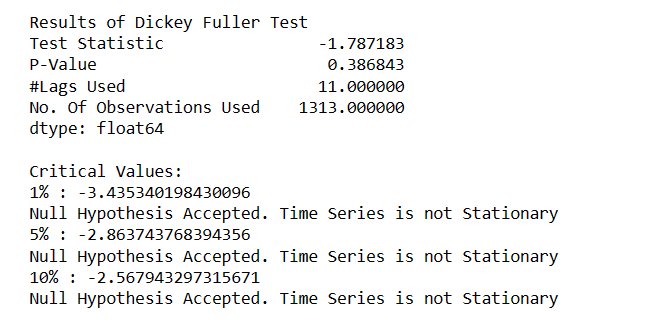 Results of Dickey Fuller Test
Test Statistic -1.787183
P-Value 0.386843
#Lags Used 11.000000
No. Of Observations Used 1313.000000
dtype: float64
Critical Values:
1% : -3.435340198430096
Null Hypothesis Accepted. Time Series is not Stationary
5% : -2.863743768394356
Null Hypothesis Accepted. Time Series is not Stationary
10% : -2.567943297315671
Null Hypothesis Accepted. Time Series is not Stationary